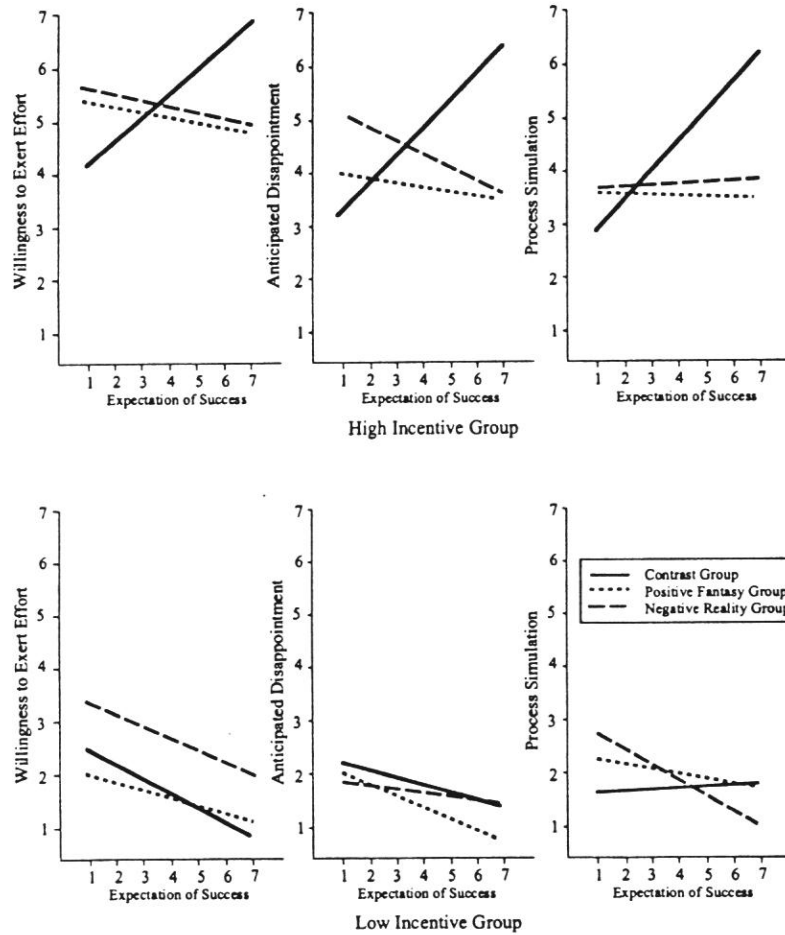 7
6
5
4
3
2
1
Willingness to Exert Effort
1 2 3 4 5 6 7
Expectation of Success
7
6
5
4
3
2
1
Anticipated Disappointment
1 2 3 4 5 6 7
Expectation of Success
7
6
5
4
3
2
1
Process Simulation
1 2 3 4 5 6 7
Expectation of Success
High Incentive Group
7
6
5
4
3
2
1
Willingness to Exert Effort
1 2 3 4 5 6 7
Expectation of Success
7
6
5
4
3
2
1
Anticipated Disappointment
1 2 3 4 5 6 7
Expectation of Success
7
6
5
4
3
2
1
Process Simulation
Contrast Group
Positive Fantasy Group
Negative Reality Group
1 2 3 4 5 6 7
Expectation of Success
Low Incentive Group